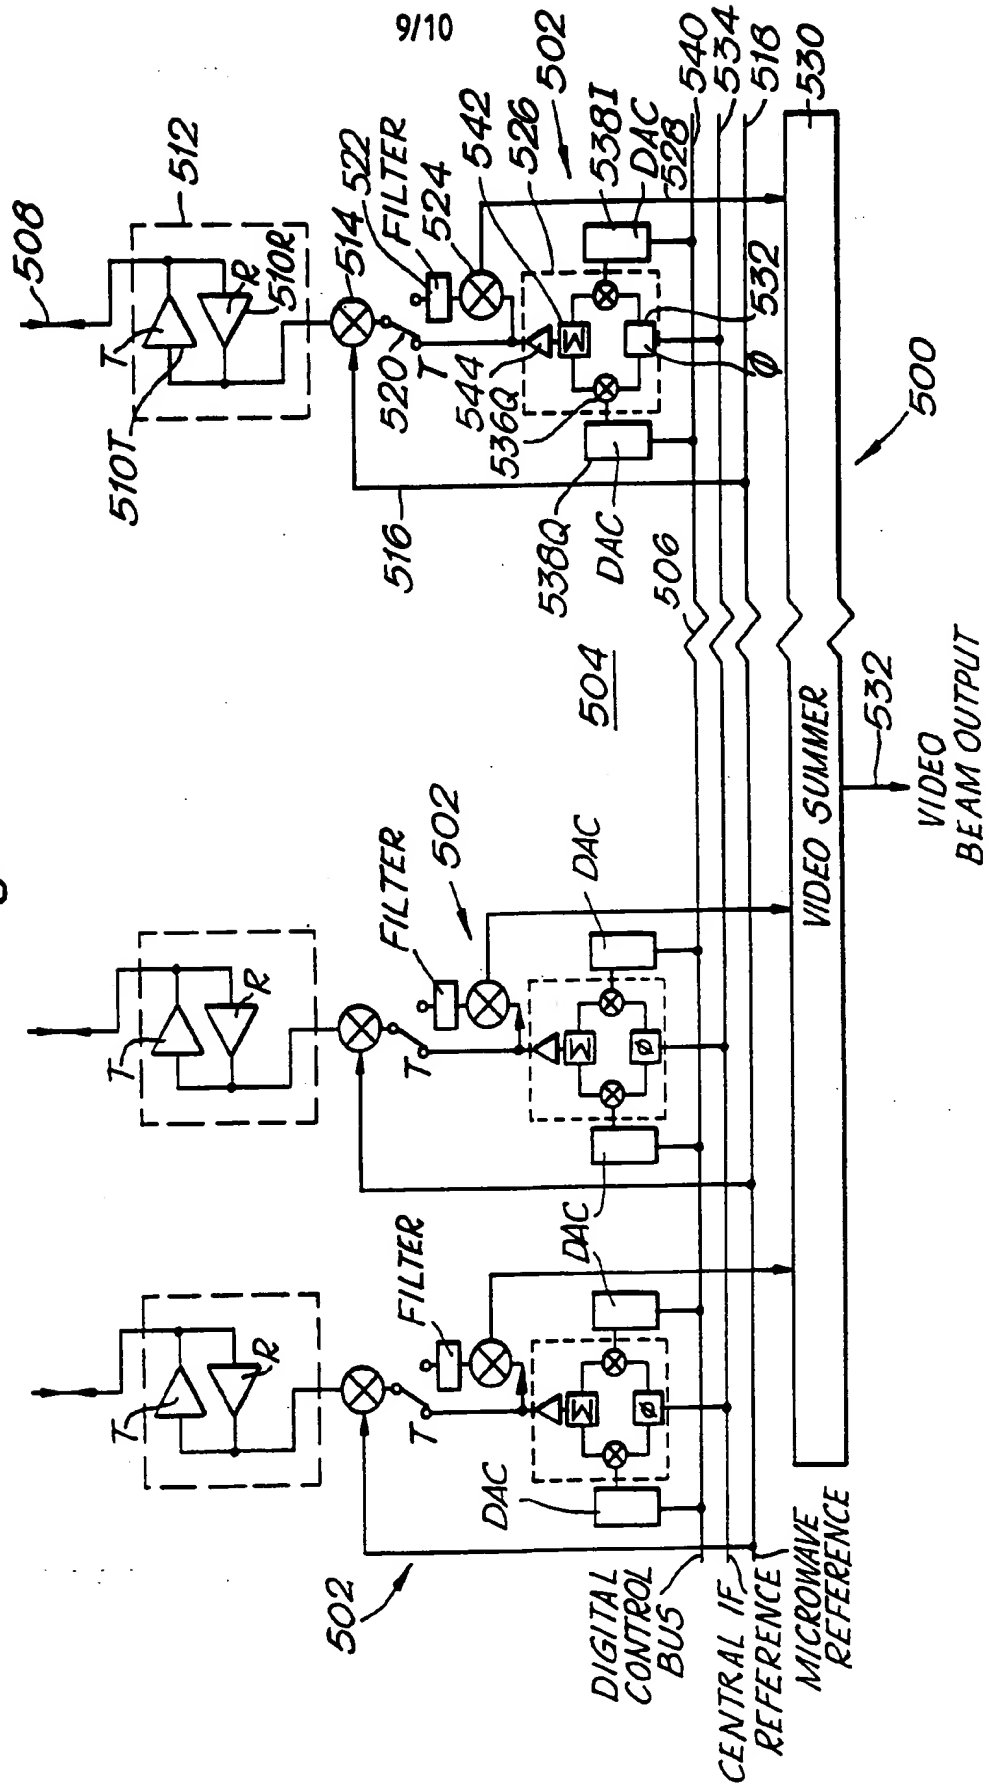 9/10
508
512
T
R
510R
510T
514
522
FILTER
524
542
526
502
538I
DAC
528
540
534
518
530
520
T
544
536Q
Σ
532
Φ
516
538Q
DAC
506
500
504
T
R
FILTER
502
T
Σ
Φ
DAC
DAC
T
R
FILTER
T
Σ
Φ
DAC
502
DIGITAL
CONTROL
BUS
CENTRAL IF
REFERENCE
MICROWAVE
REFERENCE
VIDEO SUMMER
532
VIDEO
BEAM OUTPUT